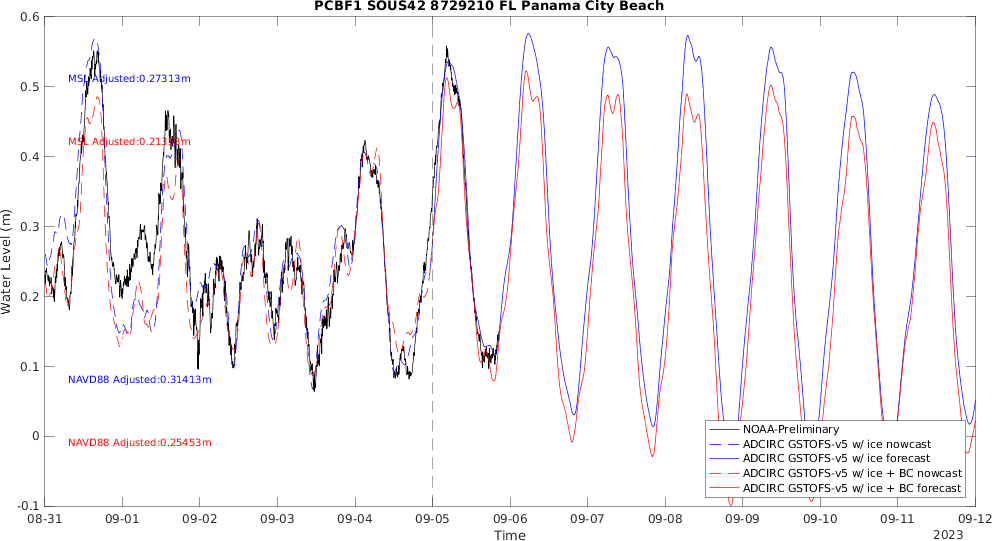 PCBF1 SOUS42 8729210 FL Panama City Beach
0.6
0.5
0.4
0.3
0.2
0.1
0
-0.1
Water Level (m)
MSL Adjusted:0.27313m
MSL
NAVD88 Adjusted:0.31413m
NAVD88 Adjusted:0.25453m
NOAA-Preliminary
ADCIRC GSTOFS-v5 w/ ice nowcast
ADCIRC GSTOFS-v5 w/ ice forecast
ADCIRC GSTOFS-v5 w/ ice + BC nowcast
ADCIRC GSTOFS-v5 w/ ice + BC forecast
08-31 09-01 09-02 09-03 09-04 09-05 09-06 09-07 09-08 09-09 09-10 09-11 09-12
Time
2023